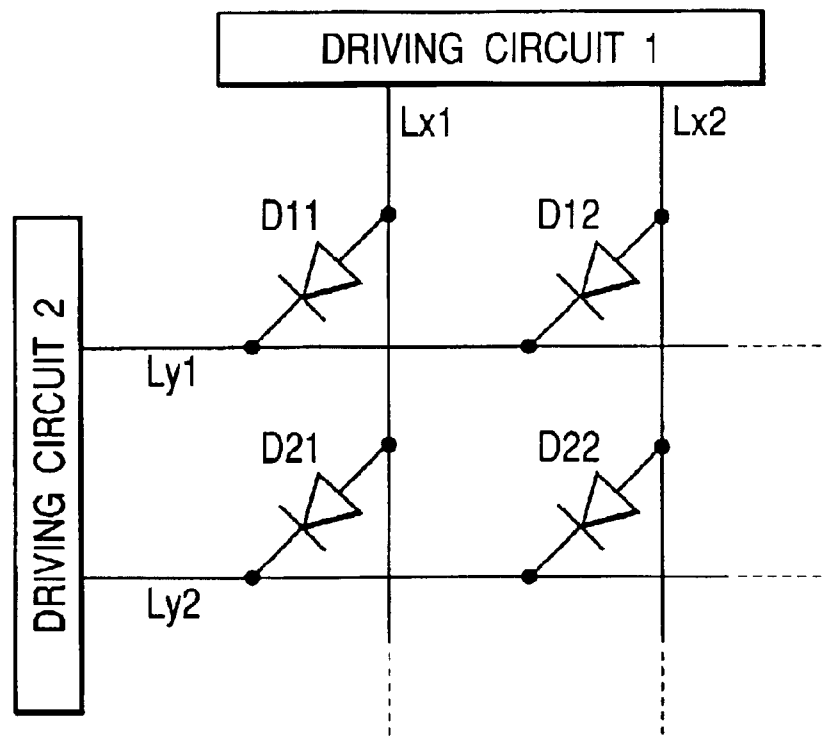 DRIVING CIRCUIT 1
Lx1
Lx2
D11
D12
Ly1
D21
D22
Ly2
DRIVING CIRCUIT 2